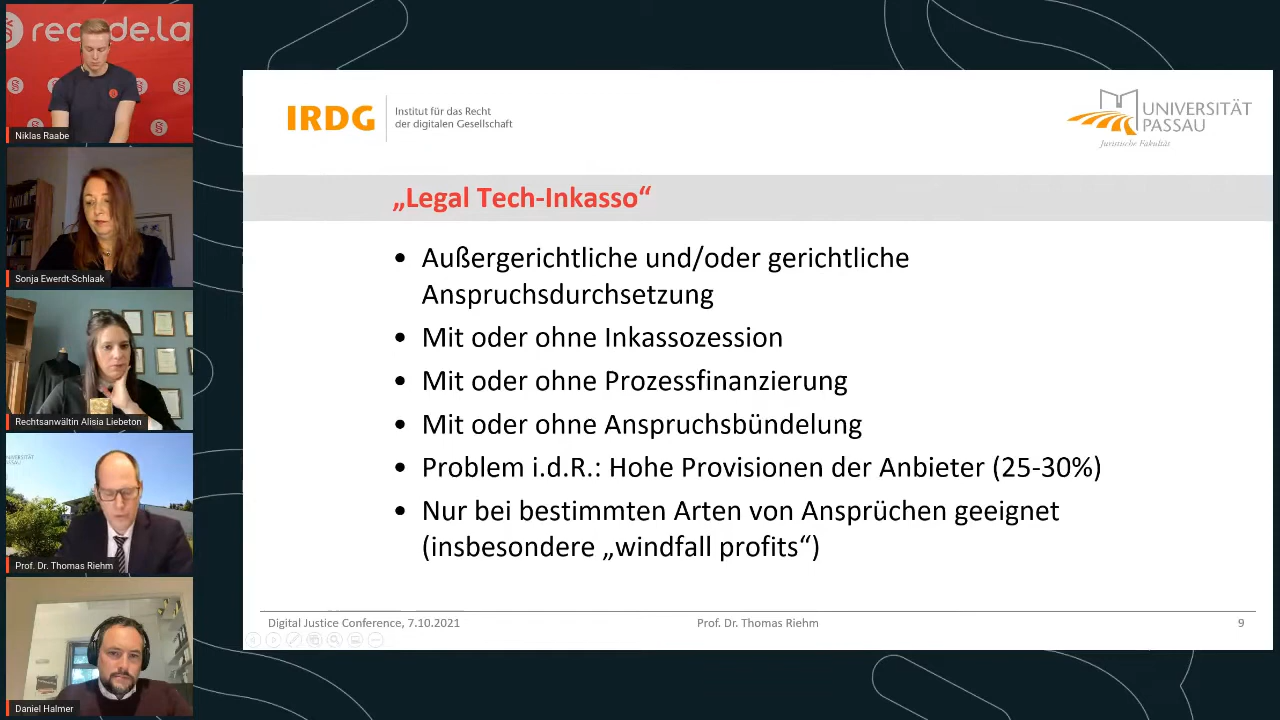 recode.la
Niklas Raabe
Sonja Ewerdt-Schlaak
Rechtsanwältin Alisia Liebeton
UNIVERSITÄT
PASSAU
Prof. Dr. Thomas Riehm
Daniel Halmer
IRDG
Institut für das Recht
der digitalen Gesellschaft
UNIVERSITÄT
PASSAU
Juristische Fakultät
„Legal Tech-Inkasso“
• Außergerichtliche und/oder gerichtliche
Anspruchsdurchsetzung
• Mit oder ohne Inkassozession
• Mit oder ohne Prozessfinanzierung
• Mit oder ohne Anspruchsbündelung
• Problem i.d.R.: Hohe Provisionen der Anbieter (25-30%)
• Nur bei bestimmten Arten von Ansprüchen geeignet
(insbesondere „windfall profits“)
Digital Justice Conference, 7.10.2021
Prof. Dr. Thomas Riehm
9